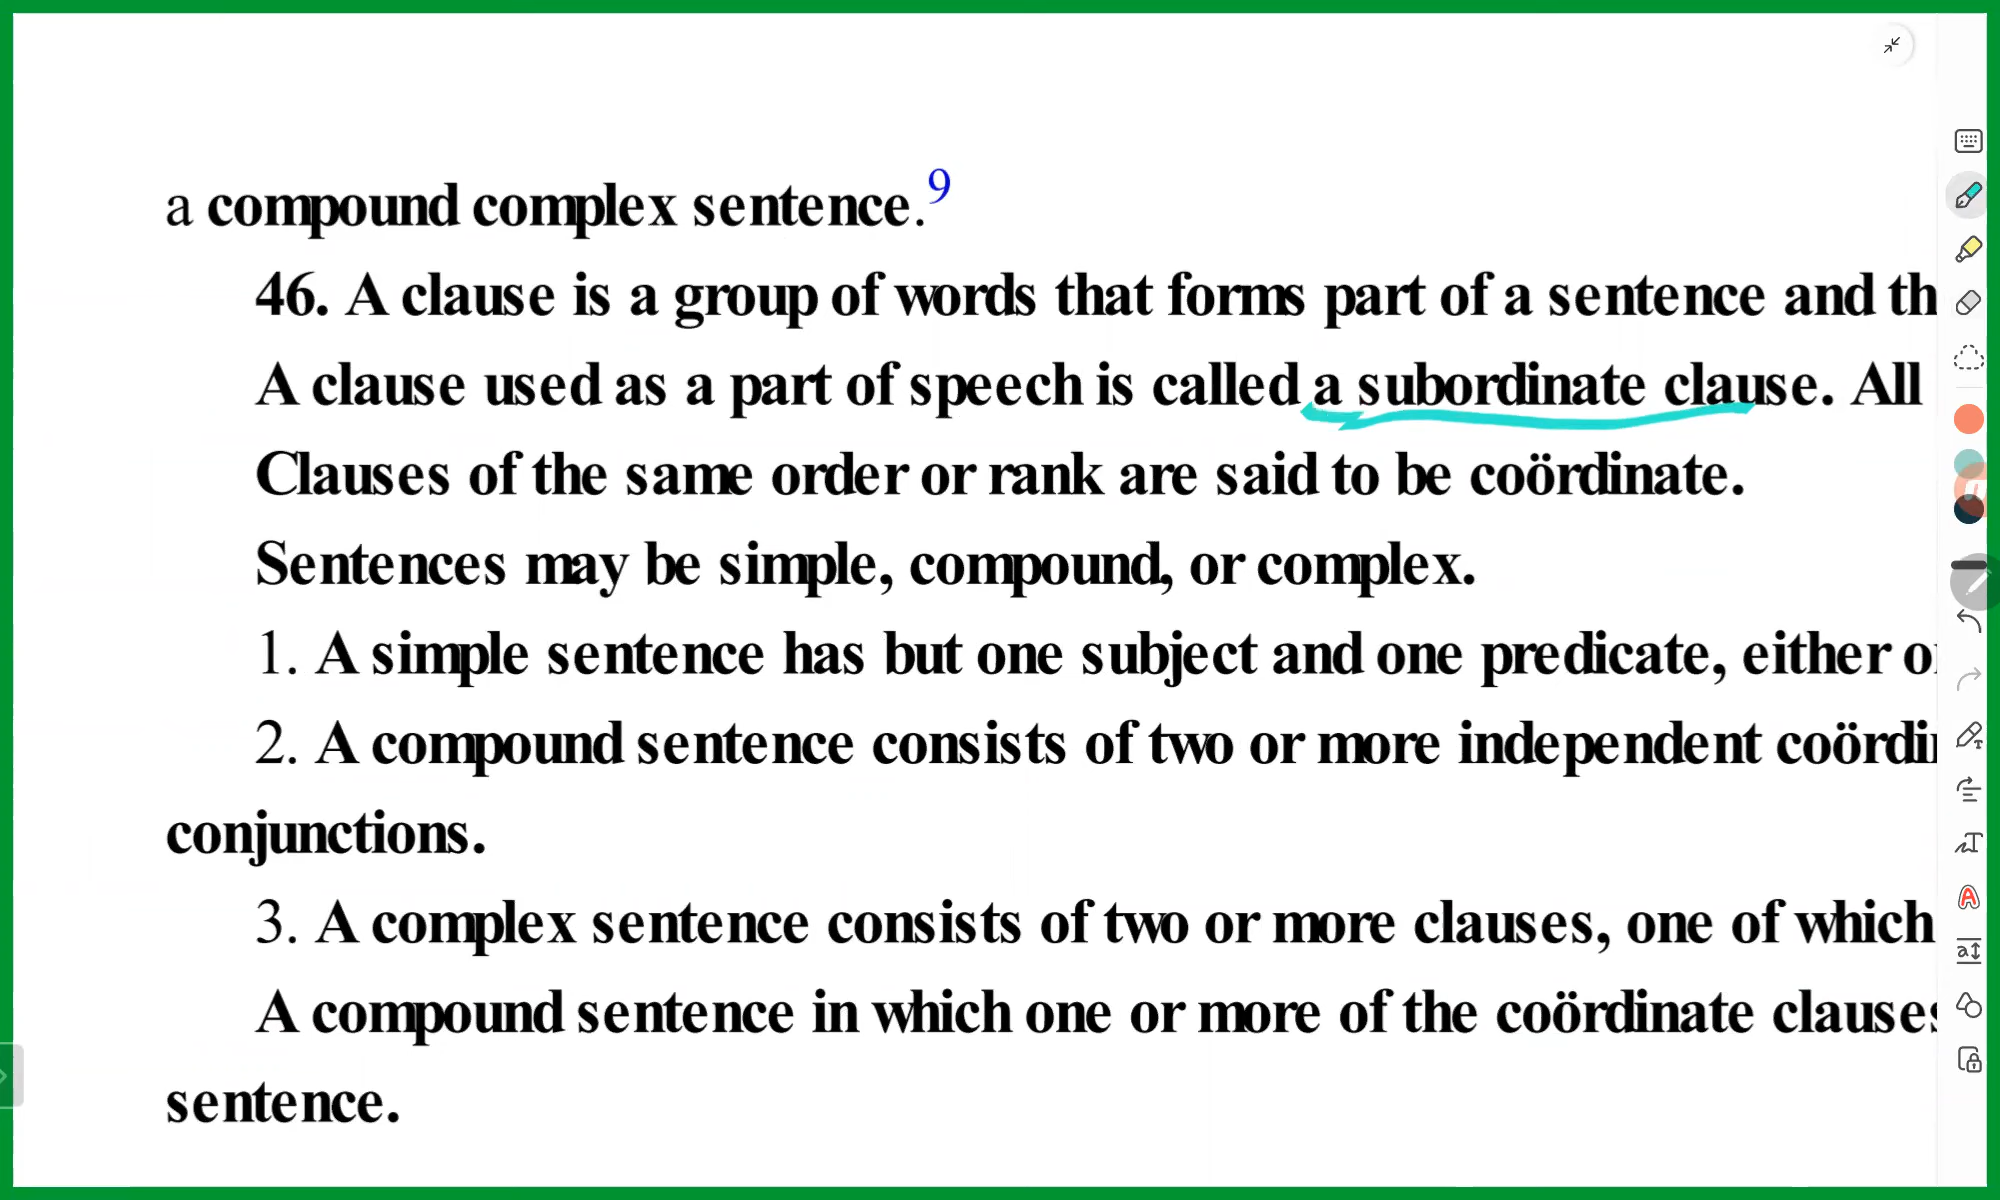 a compound complex sentence.9
46. A clause is a group of words that forms part of a sentence and th
A clause used as a part of speech is called a subordinate clause. All
Clauses of the same order or rank are said to be coördinate.
Sentences may be simple, compound, or complex.
1. A simple sentence has but one subject and one predicate, either
2. A compound sentence consists of two or more independent
conjunctions.
3. A complex sentence consists of two or more clauses, one of which
A compound sentence in which one or more of the coördinate clauses
sentence.